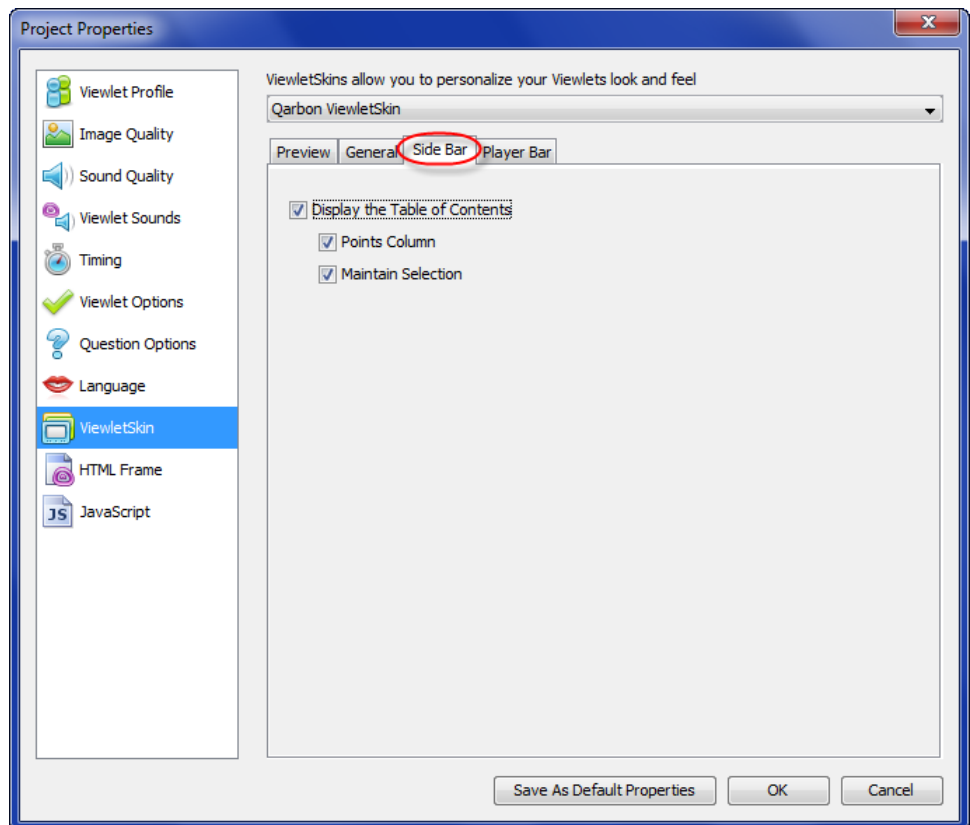 Project Properties
ViewletSkins allow you to personalize your Viewlets look and feel
Qarbon ViewletSkin
Preview General Side Bar Player Bar
Display the Table of Contents
Points Column
Maintain Selection
Viewlet Profile
Image Quality
Sound Quality
Viewlet Sounds
Timing
Viewlet Options
Question Options
Language
ViewletSkin
HTML Frame
JS JavaScript
Save As Default Properties OK Cancel